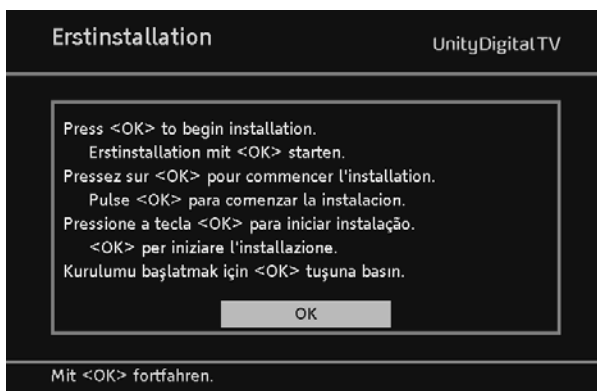 Erstinstallation
UnityDigitalTV
Press <OK> to begin installation.
Erstinstallation mit <OK> starten.
Pressez sur <OK> pour commencer l'installation.
Pulse <OK> para comenzar la instalacion.
Pressione a tecla <OK> para iniciar instalação.
<OK> per iniziare l'installazione.
Kurulumu başlatmak için <OK> tuşuna basın.
OK
Mit <OK> fortfahren.